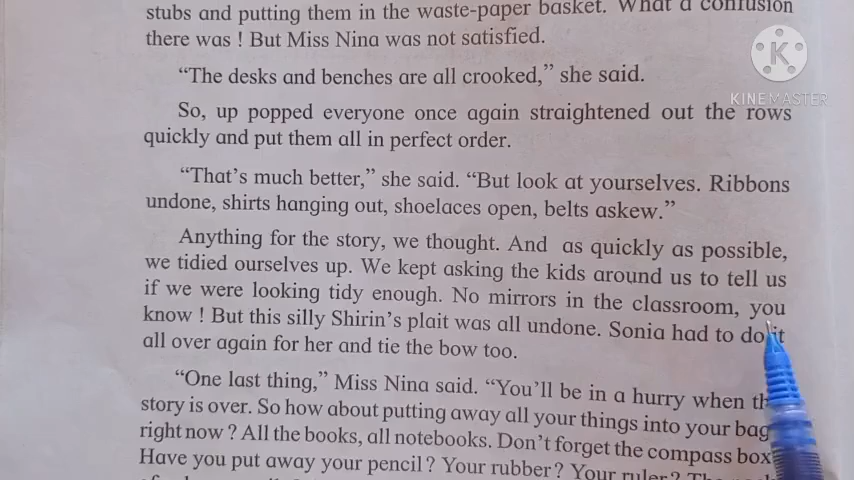 stubs and putting them in the waste-paper basket. What a confusion
there was ! But Miss Nina was not satisfied.
“The desks and benches are all crooked,” she said.
So, up popped everyone once again straightened out the rows
quickly and put them all in perfect order.
“That’s much better,” she said. “But look at yourselves. Ribbons
undone, shirts hanging out, shoelaces open, belts askew.”
Anything for the story, we thought. And as quickly as possible,
we tidied ourselves up. We kept asking the kids around us to tell us
if we were looking tidy enough. No mirrors in the classroom, you
know ! But this silly Shirin’s plait was all undone. Sonia had to do it
all over again for her and tie the bow too.
“One last thing,” Miss Nina said. “You’ll be in a hurry when
story is over. So how about putting away all your things into your bag
right now ? All the books, all notebooks. Don’t forget the compass box
Have you put away your pencil ? Your rubber ? Your ruler ?
KINEMASTER